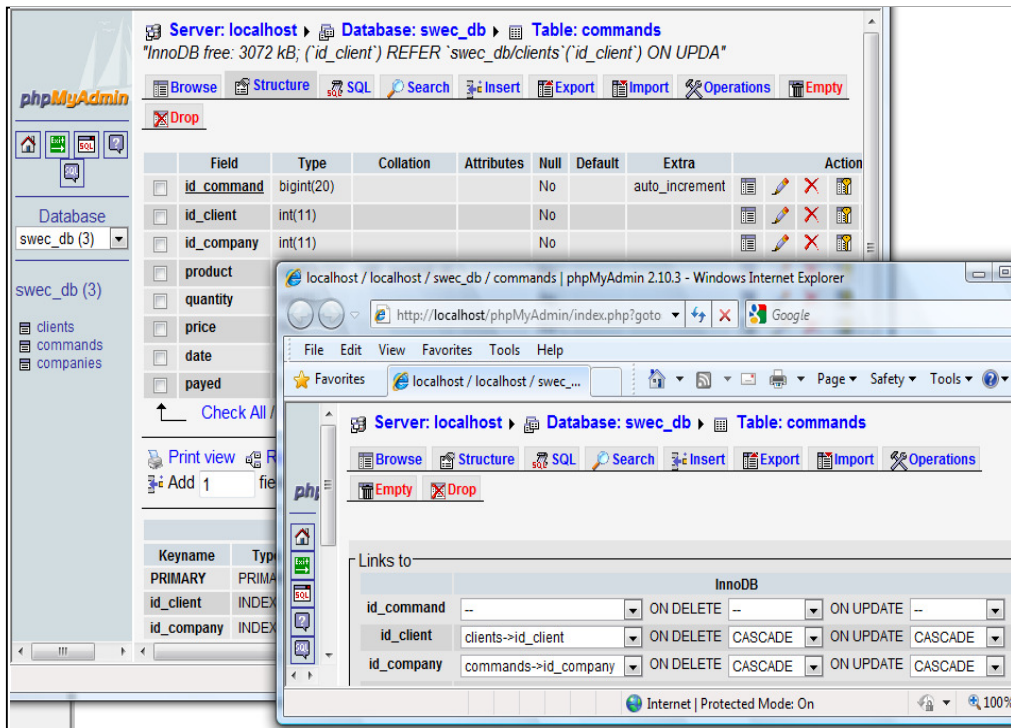 phpMyAdmin
Database
swec_db (3)
swec_db (3)
clients
commands
companies
Server: localhost Database: swec_db Table: commands
"InnoDB free: 3072 kB; (`id_client`) REFER `swec_db/clients`(`id_client`) ON UPDA"
Browse Structure SQL Search Insert Export Import Operations Empty
Drop
Field Type Collation Attributes Null Default Extra Action
id_command bigint(20) No auto_increment
id_client int(11) No
id_company int(11) No
product
quantity
price
date
payed
Check All /
Print view
Add 1
Keyname
PRIMARY
id_client INDEX
id_company INDEX
localhost / localhost / swec_db / commands | phpMyAdmin 2.10.3 - Windows Internet Explorer
http://localhost/phpMyAdmin/index.php?goto Google
File Edit View Favorites Tools Help
Favorites localhost / localhost / swec_... Page Safety Tools
Server: localhost Database: swec_db Table: commands
Browse Structure SQL Search Insert Export Import Operations
Empty Drop
Links to
InnoDB
id_command -- ON DELETE -- ON UPDATE --
id_client clients->id_client ON DELETE CASCADE ON UPDATE CASCADE
id_company commands->id_company ON DELETE CASCADE ON UPDATE CASCADE
Internet | Protected Mode: On 100%